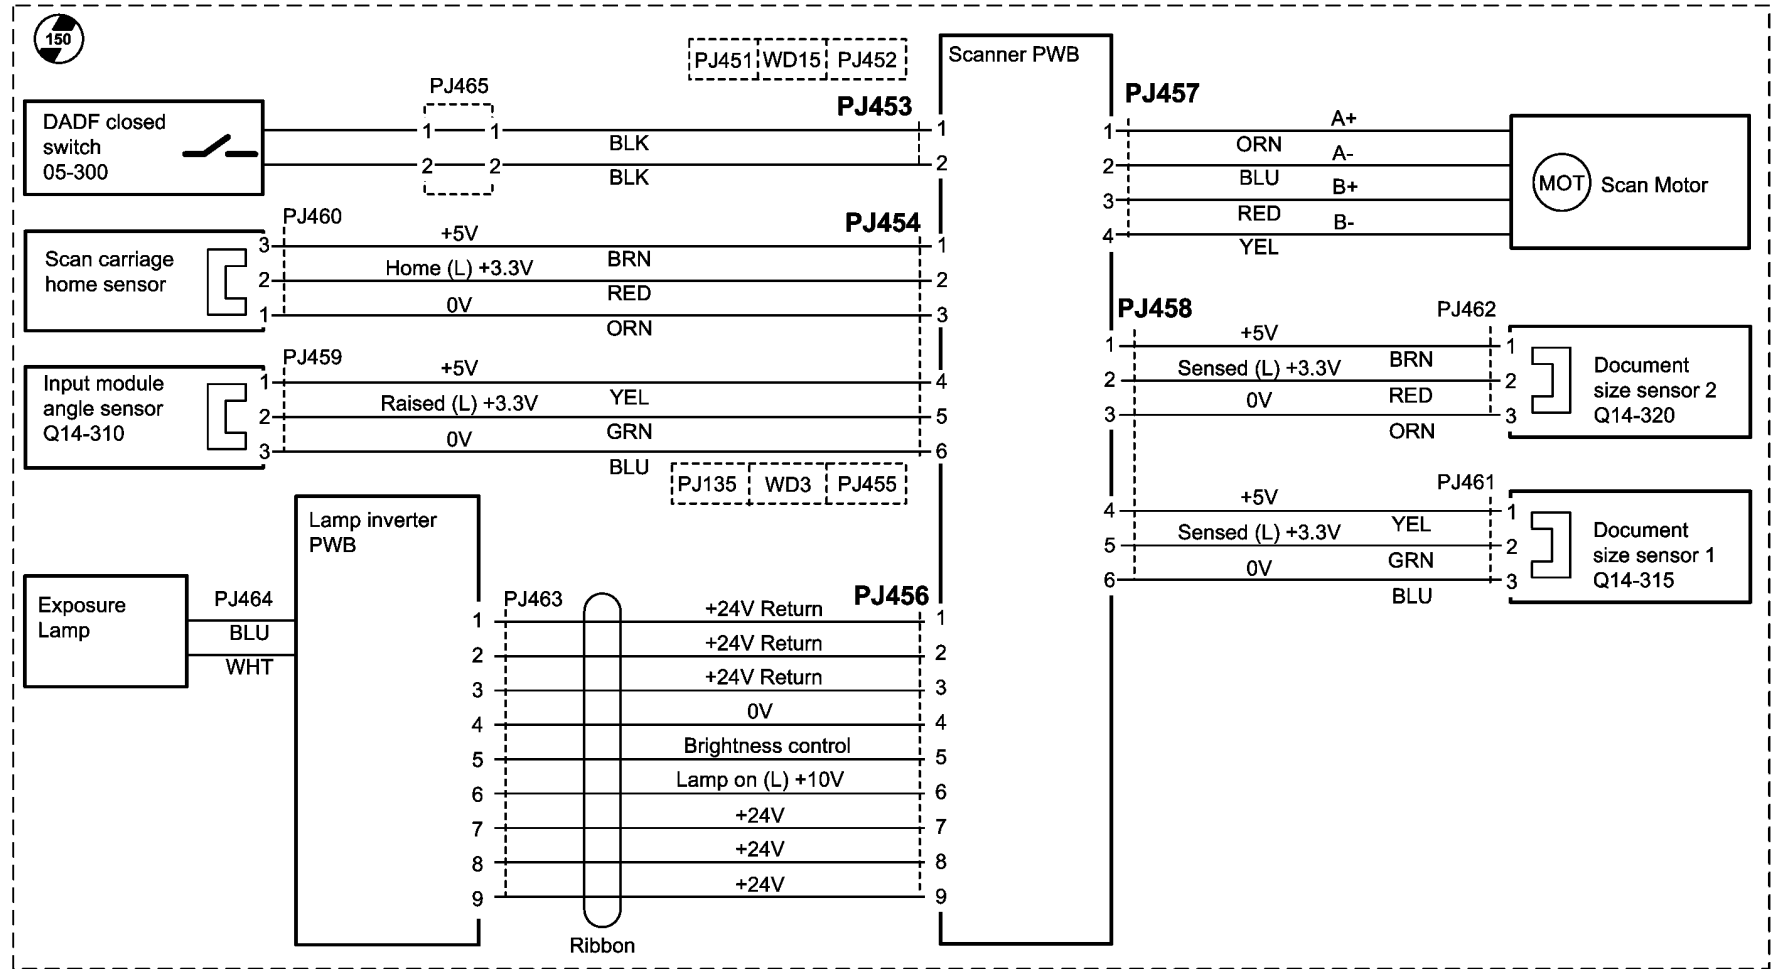 150
PJ451 WD15 PJ452
Scanner PWB
PJ465
DADF closed
switch
05-300
1 1
2 2
BLK
BLK
PJ453
1
2
PJ460
Scan carriage
home sensor
3
2
1
+5V
BRN
Home (L) +3.3V
RED
0V
ORN
PJ454
1
2
3
PJ459
Input module
angle sensor
Q14-310
1
2
3
+5V
YEL
Raised (L) +3.3V
GRN
0V
BLU
4
5
6
PJ135 WD3 PJ455
Lamp inverter
PWB
Exposure
Lamp
PJ464
BLU
WHT
PJ463
1
2
3
4
5
6
7
8
9
+24V Return
+24V Return
+24V Return
0V
Brightness control
Lamp on (L) +10V
+24V
+24V
+24V
Ribbon
PJ456
1
2
3
4
5
6
7
8
9
PJ457
1
2
3
4
A+
ORN
A-
BLU
B+
RED
B-
YEL
MOT
Scan Motor
PJ458
1
2
3
+5V
BRN
Sensed (L) +3.3V
RED
0V
ORN
PJ462
1
2
3
Document
size sensor 2
Q14-320
4
5
6
+5V
YEL
Sensed (L) +3.3V
GRN
0V
BLU
PJ461
1
2
3
Document
size sensor 1
Q14-315